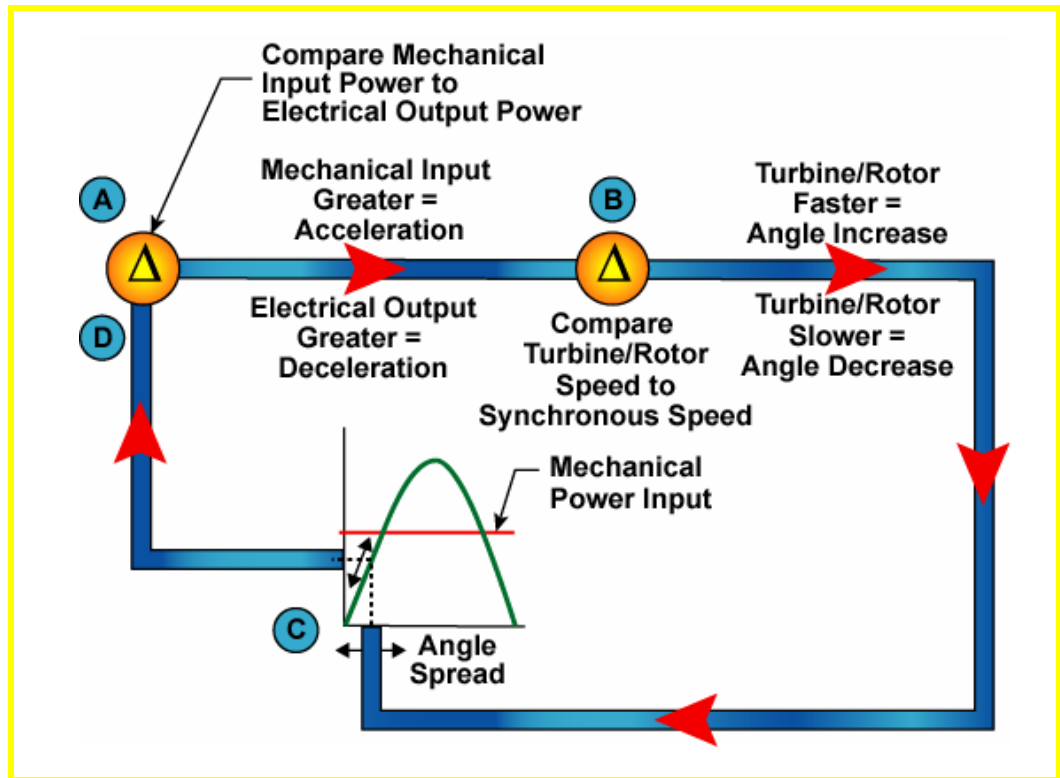 Compare Mechanical
Input Power to
Electrical Output Power
A
Mechanical Input
Greater =
Acceleration
B
Turbine/Rotor
Faster =
Angle Increase
Δ
Δ
D
Electrical Output
Greater =
Deceleration
Compare
Turbine/Rotor
Speed to
Synchronous Speed
Turbine/Rotor
Slower =
Angle Decrease
Mechanical
Power Input
C
Angle
Spread